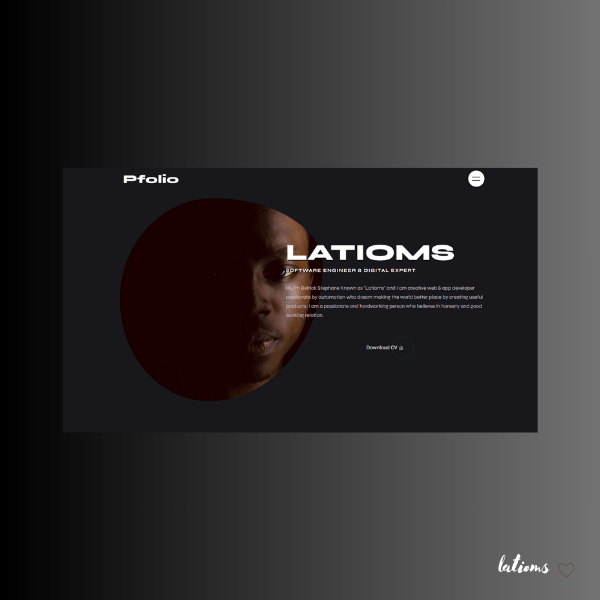 Pfolio
LATIOMS
SOFTWARE ENGINEER & DIGITAL EXPERT
Hi, I'm Belrick Stephane Known as "Latioms" and I am creative web & app developer
passionate by automation who dream making the world better place by creating useful
products. I am a passionate and hardworking person who believes in honesty and good
working relation.
Download CV
latioms